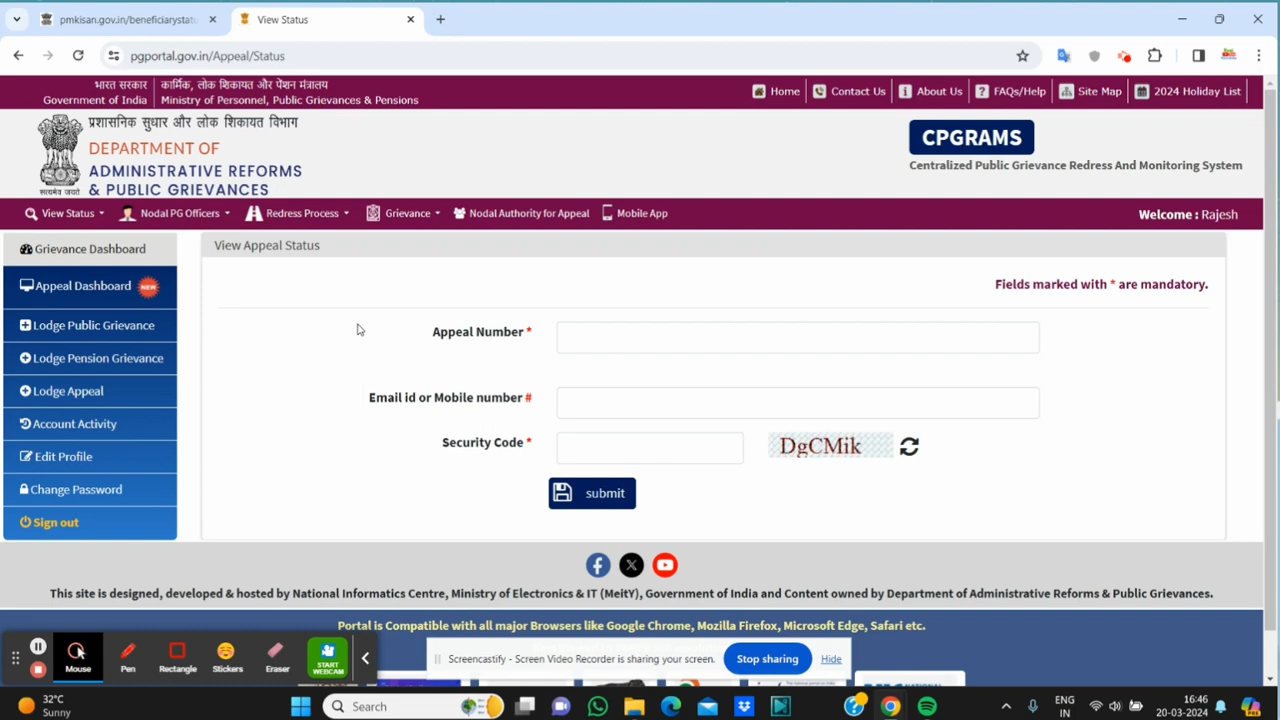 pmkisan.gov.in/beneficiarystatu
View Status
pgportal.gov.in/Appeal/Status
भारत सरकार
Government of India
कार्मिक, लोक शिकायत और पेंशन मंत्रालय
Ministry of Personnel, Public Grievances & Pensions
Home
Contact Us
About Us
FAQs/Help
Site Map
2024 Holiday List
प्रशासनिक सुधार और लोक शिकायत विभाग
DEPARTMENT OF
ADMINISTRATIVE REFORMS
& PUBLIC GRIEVANCES
सत्यमेव जयते
CPGRAMS
Centralized Public Grievance Redress And Monitoring System
View Status
Nodal PG Officers
Redress Process
Grievance
Nodal Authority for Appeal
Mobile App
Welcome : Rajesh
Grievance Dashboard
Appeal Dashboard NEW
Lodge Public Grievance
Lodge Pension Grievance
Lodge Appeal
Account Activity
Edit Profile
Change Password
Sign out
View Appeal Status
Fields marked with * are mandatory.
Appeal Number *
Email id or Mobile number #
Security Code *
DgCMik
submit
This site is designed, developed & hosted by National Informatics Centre, Ministry of Electronics & IT (MeitY), Government of India and Content owned by Department of Administrative Reforms & Public Grievances.
Portal is Compatible with all major Browsers like Google Chrome, Mozilla Firefox, Microsoft Edge, Safari etc.
Mouse
Pen
Rectangle
Stickers
Eraser
START
WEBCAM
Screencastify - Screen Video Recorder is sharing your screen.
Stop sharing
Hide
32°C
Sunny
Search
ENG
IN
16:46
20-03-2024